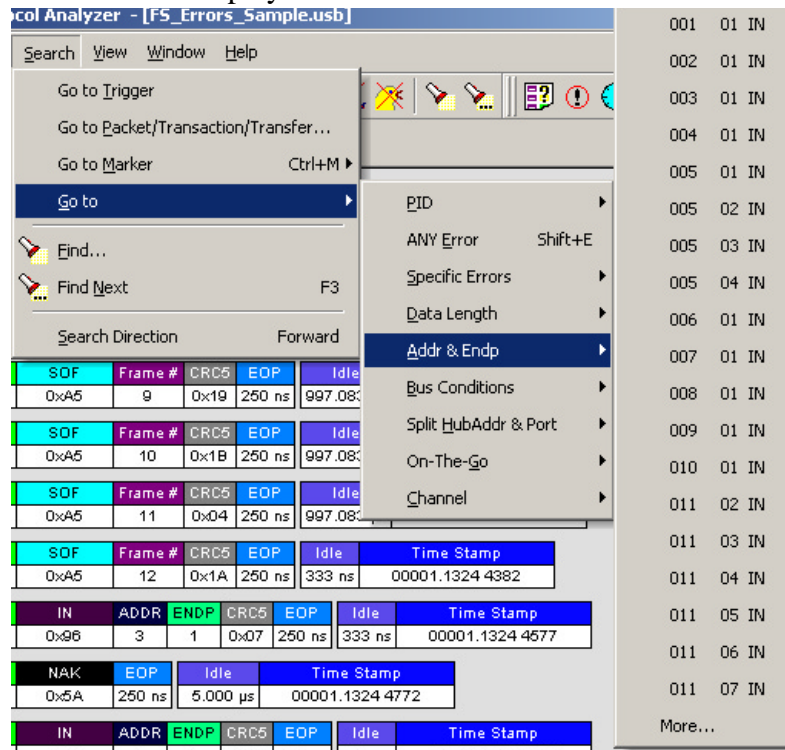 ocol Analyzer - [FS_Errors_Sample.usb]
Search View Window Help
Go to Trigger
Go to Packet/Transaction/Transfer...
Go to Marker Ctrl+M
Go to
Find...
Find Next F3
Search Direction Forward
PID
ANY Error Shift+E
Specific Errors
Data Length
Addr & Endp
Bus Conditions
Split HubAddr & Port
On-The-Go
Channel
001 01 IN
002 01 IN
003 01 IN
004 01 IN
005 01 IN
005 02 IN
005 03 IN
005 04 IN
006 01 IN
007 01 IN
008 01 IN
009 01 IN
010 01 IN
011 02 IN
011 03 IN
011 04 IN
011 05 IN
011 06 IN
011 07 IN
More...
SOF Frame # CRC5 EOP Idle
0xA5 9 0x19 250 ns 997.083
SOF Frame # CRC5 EOP Idle
0xA5 10 0x1B 250 ns 997.083
SOF Frame # CRC5 EOP Idle
0xA5 11 0x04 250 ns 997.083
SOF Frame # CRC5 EOP Idle Time Stamp
0xA5 12 0x1A 250 ns 333 ns 00001.1324 4382
IN ADDR ENDP CRC5 EOP Idle Time Stamp
0x96 3 1 0x07 250 ns 333 ns 00001.1324 4577
NAK EOP Idle Time Stamp
0x5A 250 ns 5.000 µs 00001.1324 4772
IN ADDR ENDP CRC5 EOP Idle Time Stamp